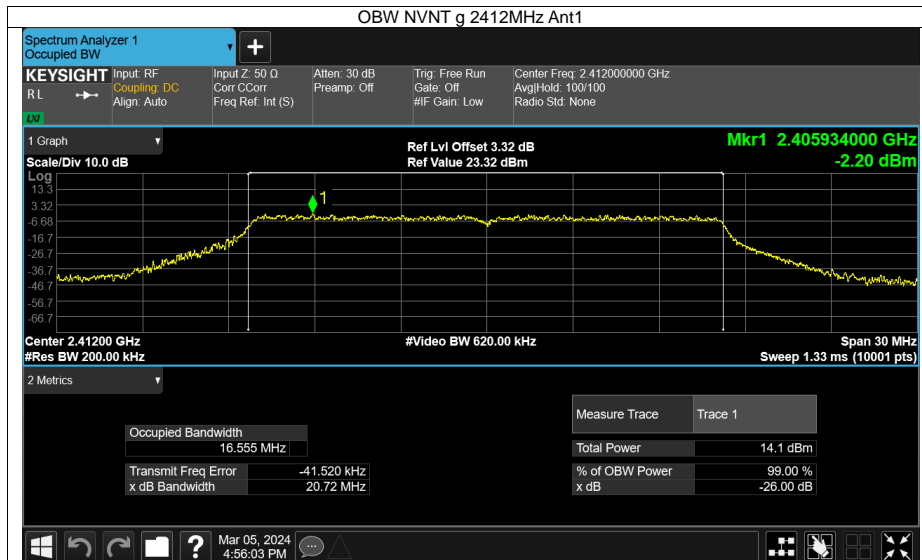 OBW NVNT g 2412MHz Ant1
Spectrum Analyzer 1
Occupied BW
KEYSIGHT
R L
LXI
Input: RF
Coupling: DC
Align: Auto
Input Z: 50 Ω
Corr CCorr
Freq Ref: Int (S)
Atten: 30 dB
Preamp: Off
Trig: Free Run
Gate: Off
#IF Gain: Low
Center Freq: 2.412000000 GHz
Avg|Hold: 100/100
Radio Std: None
1 Graph
Scale/Div 10.0 dB
Ref Lvl Offset 3.32 dB
Ref Value 23.32 dBm
Mkr1 2.405934000 GHz
-2.20 dBm
Log
13.3
3.32
-6.68
-16.7
-26.7
-36.7
-46.7
-56.7
-66.7
1
Center 2.41200 GHz
#Res BW 200.00 kHz
#Video BW 620.00 kHz
Span 30 MHz
Sweep 1.33 ms (10001 pts)
2 Metrics
Occupied Bandwidth
16.555 MHz
Transmit Freq Error -41.520 kHz
x dB Bandwidth 20.72 MHz
Measure Trace Trace 1
Total Power 14.1 dBm
% of OBW Power 99.00 %
x dB -26.00 dB
?
Mar 05, 2024
4:56:03 PM